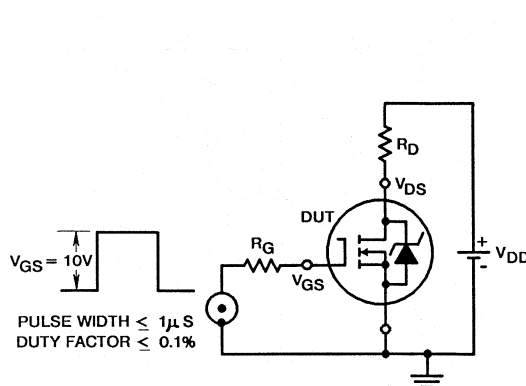 R_D
V_DS
DUT
R_G
V_GS = 10V
V_GS
+
V_DD
-
PULSE WIDTH ≤ 1μS
DUTY FACTOR ≤ 0.1%